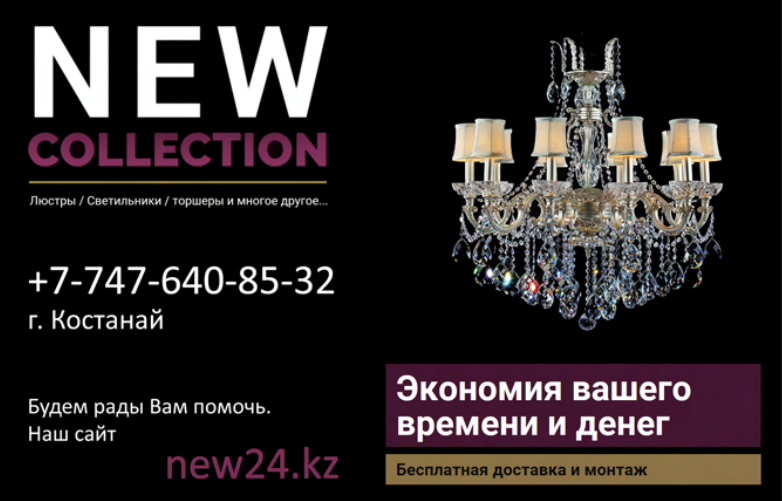 NEW
COLLECTION
Люстры / Светильники / торшеры и многое другое...
+7-747-640-85-32
г. Костанай
Будем рады Вам помочь.
Наш сайт
new24.kz
Экономия вашего
времени и денег
Бесплатная доставка и монтаж